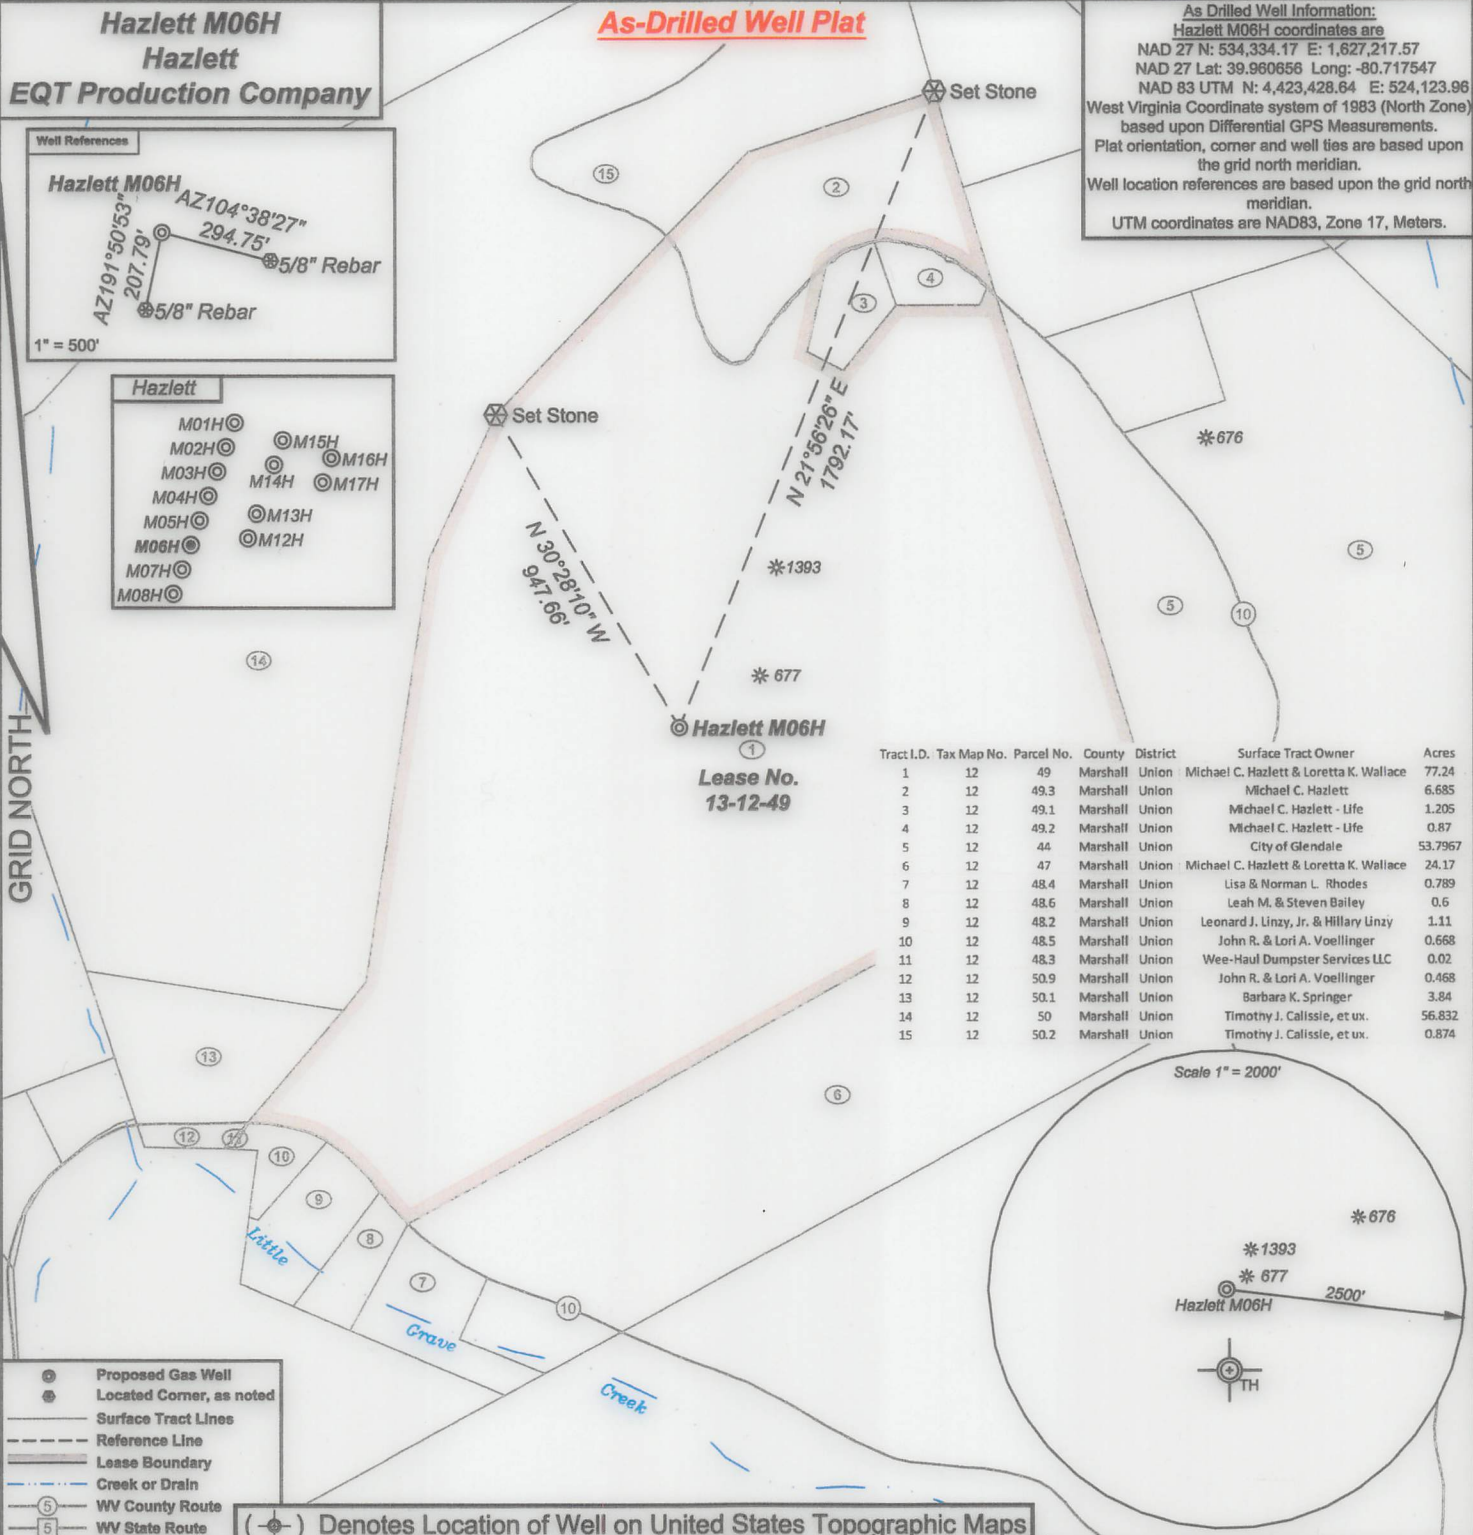 Hazlett M06H
Hazlett
EQT Production Company
As-Drilled Well Plat
As Drilled Well Information:
Hazlett M06H coordinates are
NAD 27 N: 534,334.17 E: 1,627,217.57
NAD 27 Lat: 39.960656 Long: -80.717547
NAD 83 UTM N: 4,423,428.64 E: 524,123.96
West Virginia Coordinate system of 1983 (North Zone)
based upon Differential GPS Measurements.
Plat orientation, corner and well ties are based upon
the grid north meridian.
Well location references are based upon the grid north
meridian.
UTM coordinates are NAD83, Zone 17, Meters.
Well References
Hazlett M06H
AZ104°38'27"
294.75'
AZ191°50'53"
207.79'
5/8" Rebar
5/8" Rebar
1" = 500'
Hazlett
M01H
M02H
M03H
M04H
M05H
M06H
M07H
M08H
M15H
M16H
M14H
M17H
M13H
M12H
Set Stone
15
2
4
3
Set Stone
N 21°56'26" E
1792.17'
676
N 30°28'10" W
947.66'
1393
5
5
10
14
677
Hazlett M06H
1
Lease No.
13-12-49
GRID NORTH
Tract I.D. Tax Map No. Parcel No. County District Surface Tract Owner Acres
1 12 49 Marshall Union Michael C. Hazlett & Loretta K. Wallace 77.24
2 12 49.3 Marshall Union Michael C. Hazlett 6.685
3 12 49.1 Marshall Union Michael C. Hazlett - Life 1.205
4 12 49.2 Marshall Union Michael C. Hazlett - Life 0.87
5 12 44 Marshall Union City of Glendale 53.7967
6 12 47 Marshall Union Michael C. Hazlett & Loretta K. Wallace 24.17
7 12 48.4 Marshall Union Lisa & Norman L. Rhodes 0.789
8 12 48.6 Marshall Union Leah M. & Steven Bailey 0.6
9 12 48.2 Marshall Union Leonard J. Linzy, Jr. & Hillary Linzy 1.11
10 12 48.5 Marshall Union John R. & Lori A. Voellinger 0.668
11 12 48.3 Marshall Union Wee-Haul Dumpster Services LLC 0.02
12 12 50.9 Marshall Union John R. & Lori A. Voellinger 0.468
13 12 50.1 Marshall Union Barbara K. Springer 3.84
14 12 50 Marshall Union Timothy J. Calissie, et ux. 56.832
15 12 50.2 Marshall Union Timothy J. Calissie, et ux. 0.874
13
6
12
10
9
8
7
10
Little
Grave
Creek
Scale 1" = 2000'
676
1393
677
Hazlett M06H
2500'
TH
Proposed Gas Well
Located Corner, as noted
Surface Tract Lines
Reference Line
Lease Boundary
Creek or Drain
5 WV County Route
5 WV State Route
( ) Denotes Location of Well on United States Topographic Maps